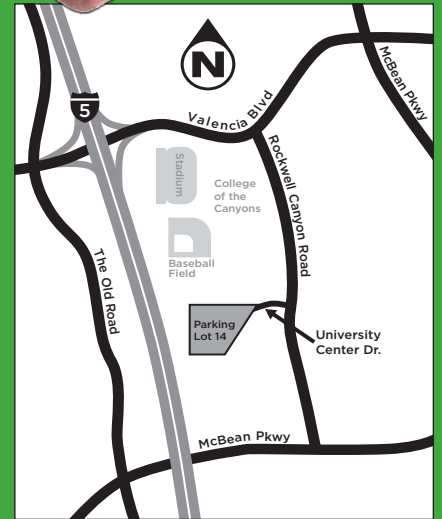 N
McBean Pkwy
5
Valencia Blvd
Stadium
College
of the
Canyons
Rockwell Canyon Road
Baseball
Field
The Old Road
Parking
Lot 14
University
Center Dr.
McBean Pkwy